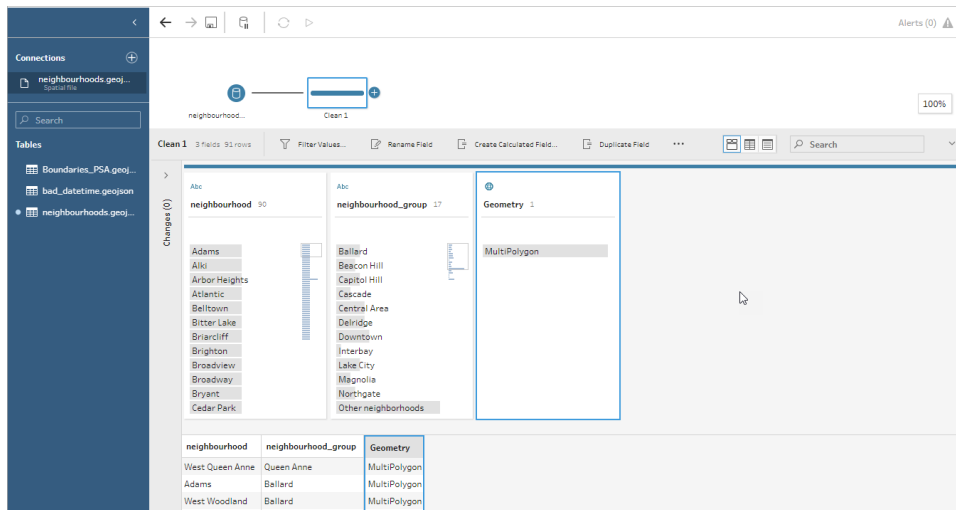 Alerts (0)
Connections
neighbourhoods.geoj...
Spatial file
Search
Tables
Boundaries_PSA.geoj...
bad_datetime.geojson
neighbourhoods.geoj...
neighbourhood...
Clean 1
100%
Clean 1 3 fields 91 rows Filter Values... Rename Field Create Calculated Field... Duplicate Field ... Search
Changes (0)
Abc
neighbourhood 90
Adams
Alki
Arbor Heights
Atlantic
Belltown
Bitter Lake
Briarcliff
Brighton
Broadview
Broadway
Bryant
Cedar Park
Abc
neighbourhood_group 17
Ballard
Beacon Hill
Capitol Hill
Cascade
Central Area
Delridge
Downtown
Interbay
Lake City
Magnolia
Northgate
Other neighborhoods
Geometry 1
MultiPolygon
neighbourhood neighbourhood_group Geometry
West Queen Anne Queen Anne MultiPolygon
Adams Ballard MultiPolygon
West Woodland Ballard MultiPolygon